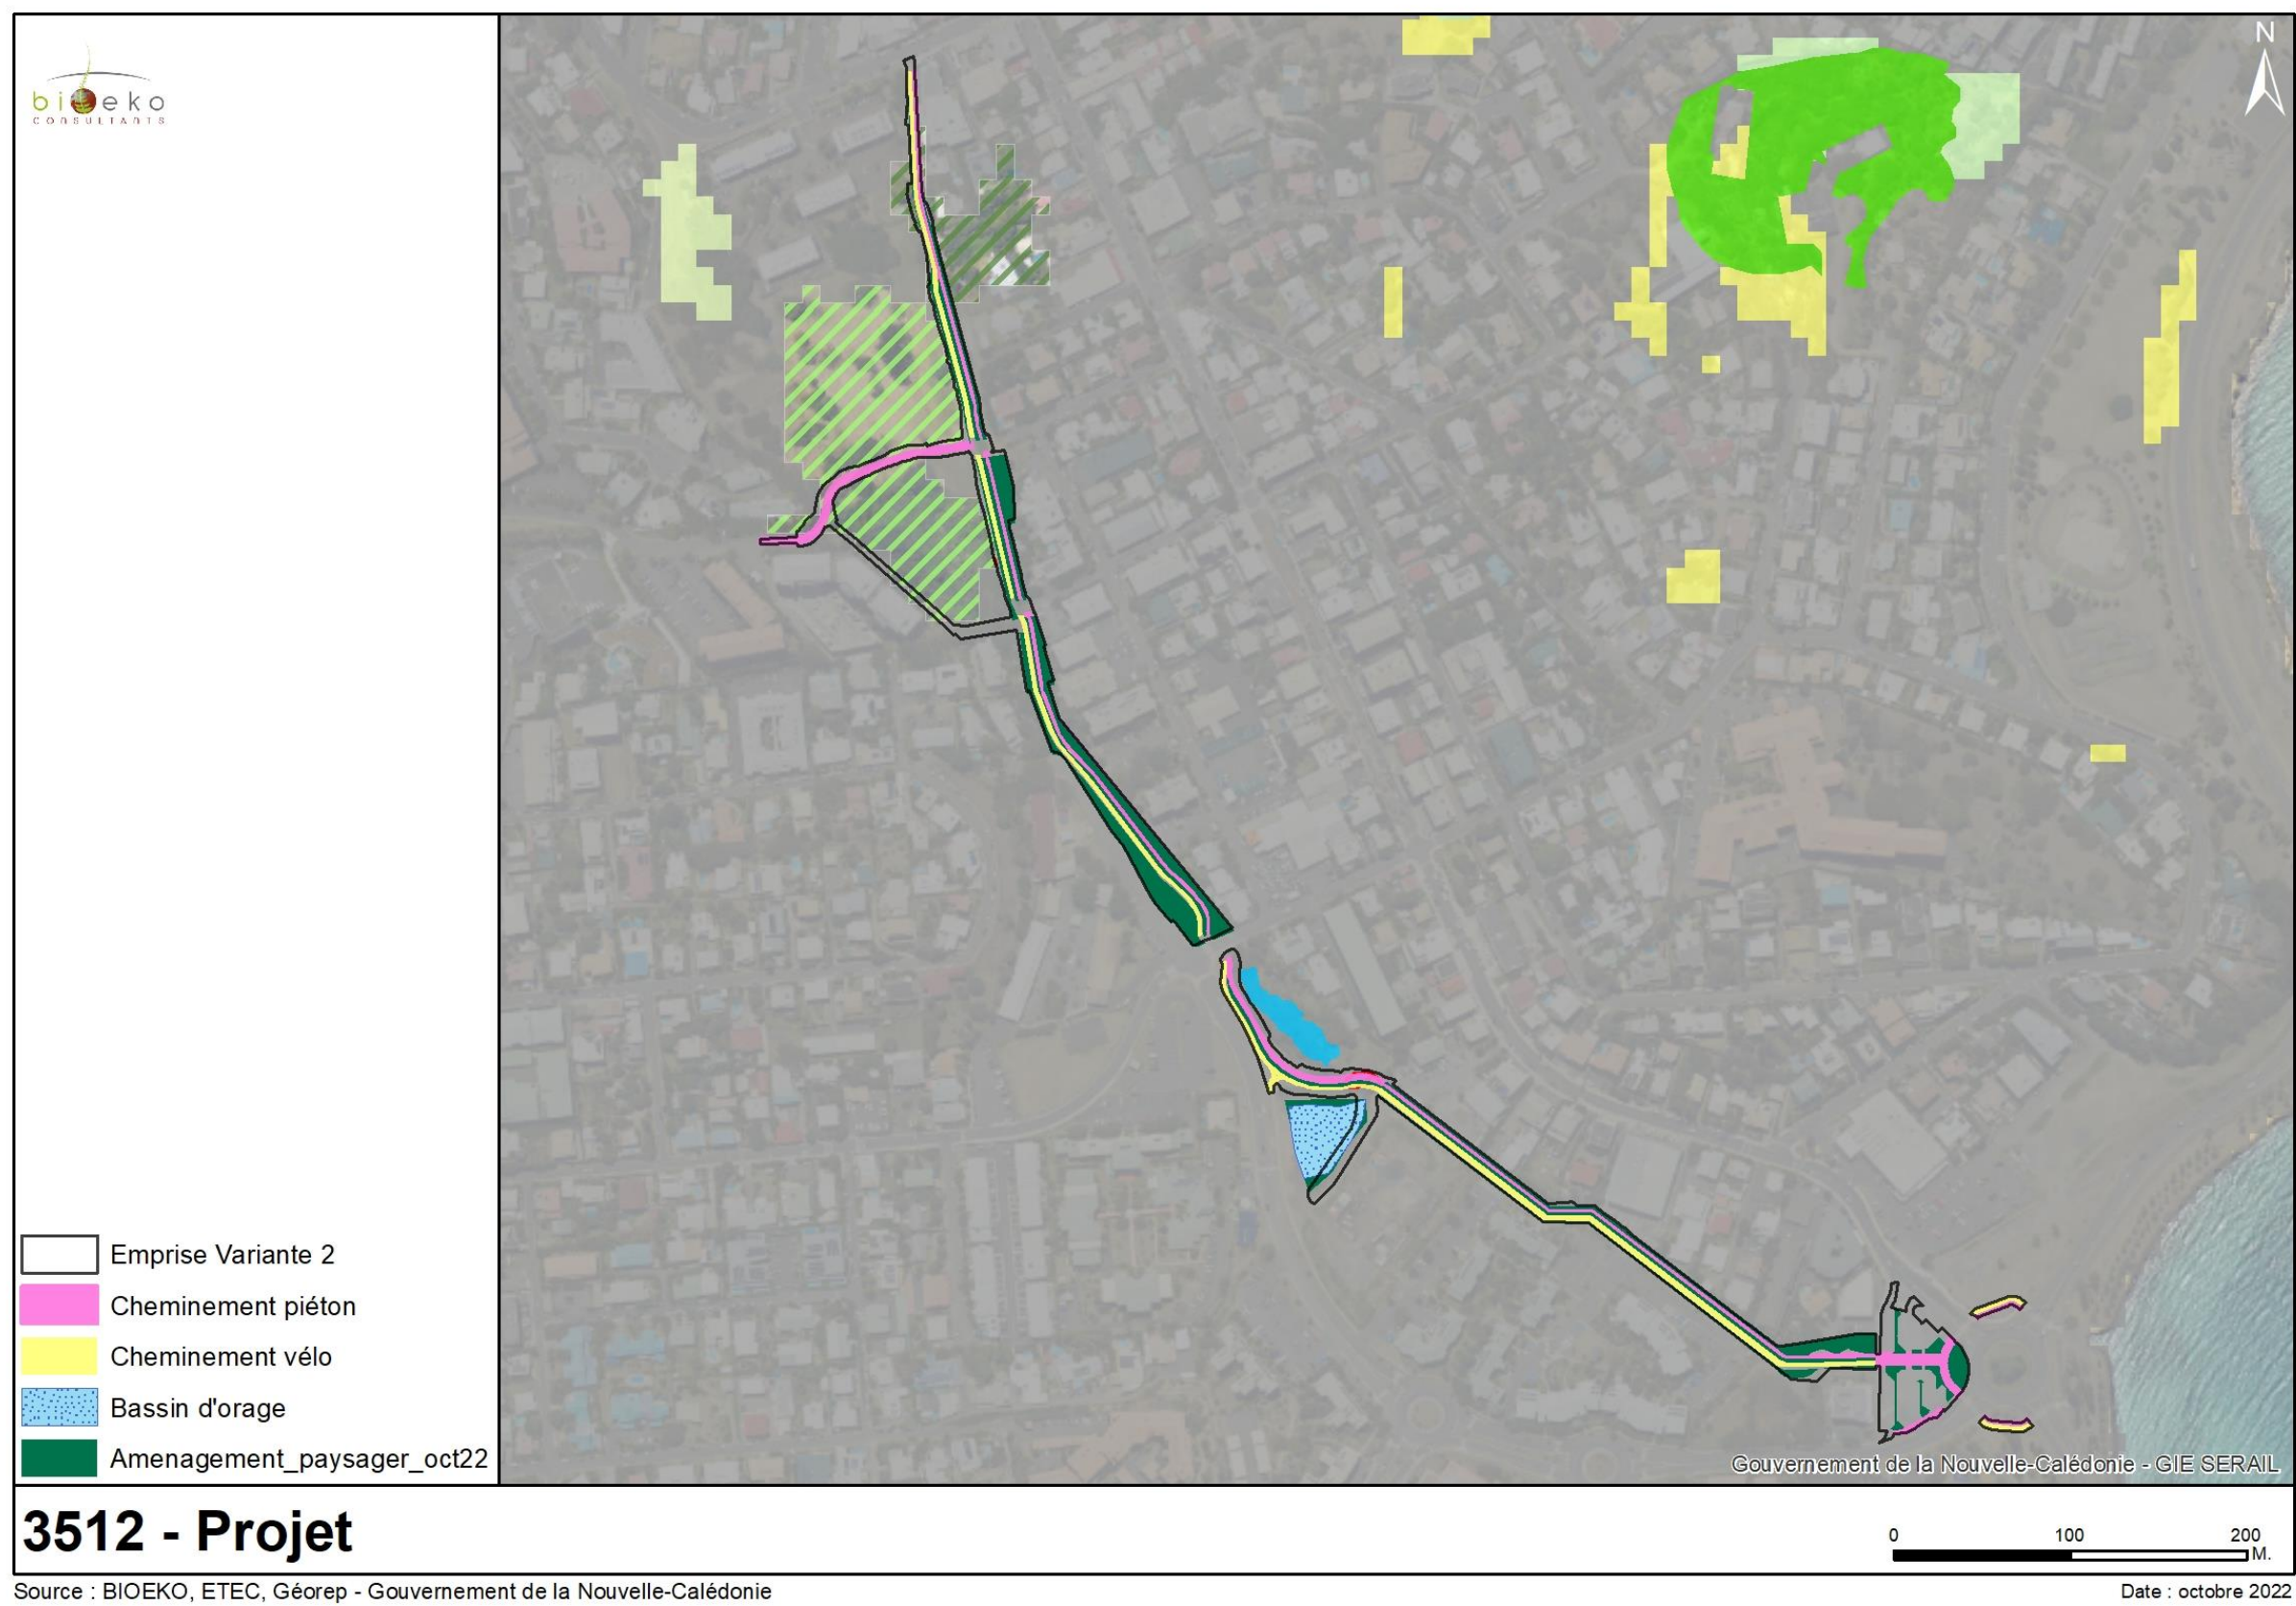 bioeko
CONSULTANTS
N
Emprise Variante 2
Cheminement piéton
Cheminement vélo
Bassin d'orage
Amenagement_paysager_oct22
Gouvernement de la Nouvelle-Calédonie - GIE SERAIL
3512 - Projet
0 100 200
M.
Source : BIOEKO, ETEC, Géorep - Gouvernement de la Nouvelle-Calédonie
Date : octobre 2022